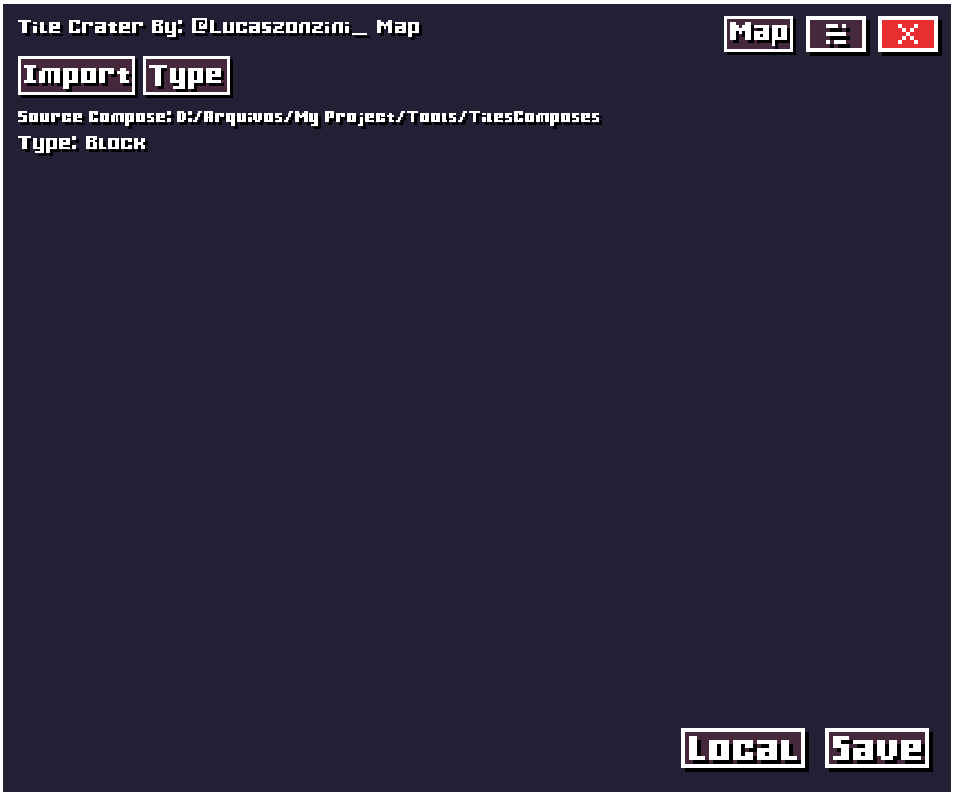 Tile Crater By: @Lucaszonzini_ Map
Map
Import Type
Source Compose: D:/Arquivos/My Project/Tools/TilesComposes
Type: Block
Local Save